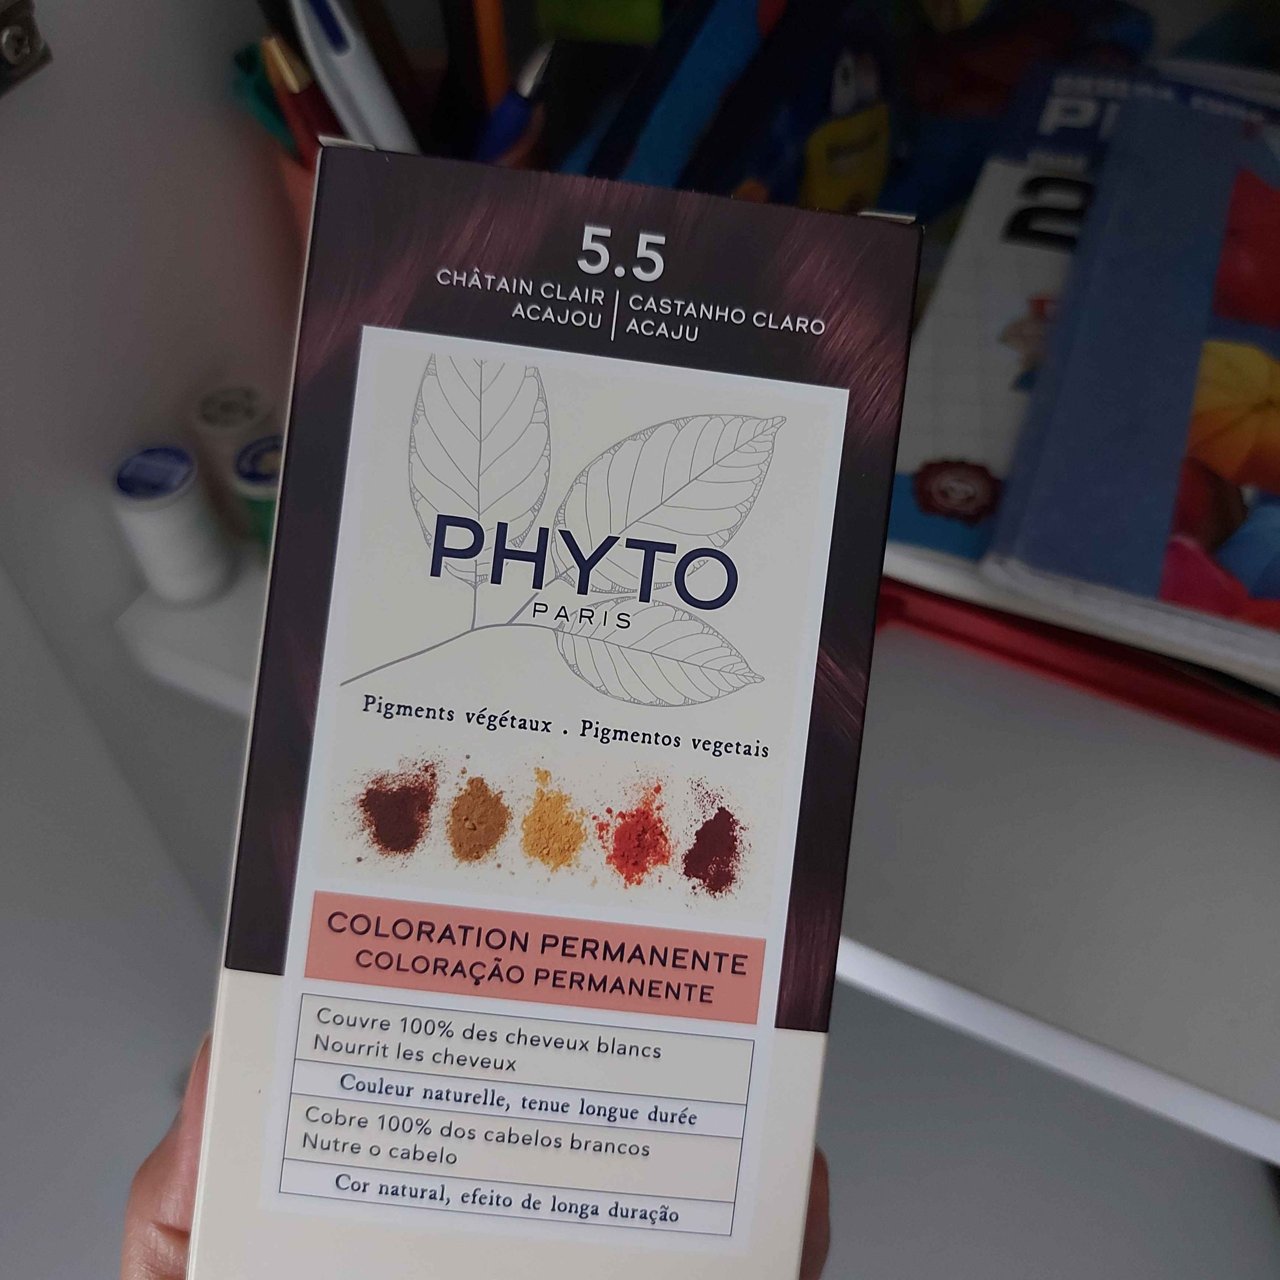 5.5
CHÂTAIN CLAIR
ACAJOU
CASTANHO CLARO
ACAJU
PHYTO
PARIS
Pigments végétaux . Pigmentos vegetais
COLORATION PERMANENTE
COLORAÇÃO PERMANENTE
Couvre 100% des cheveux blancs
Nourrit les cheveux
Couleur naturelle, tenue longue durée
Cobre 100% dos cabelos brancos
Nutre o cabelo
Cor natural, efeito de longa duração
2